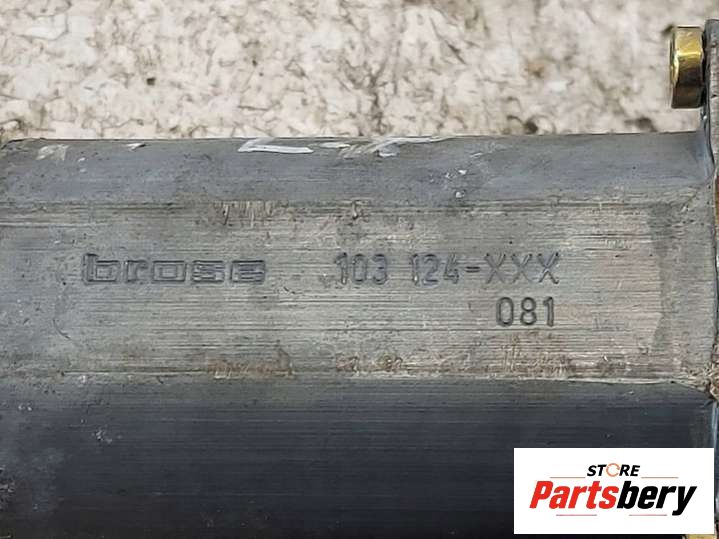 brose 103 124-XXX
081
STORE
Partsbery